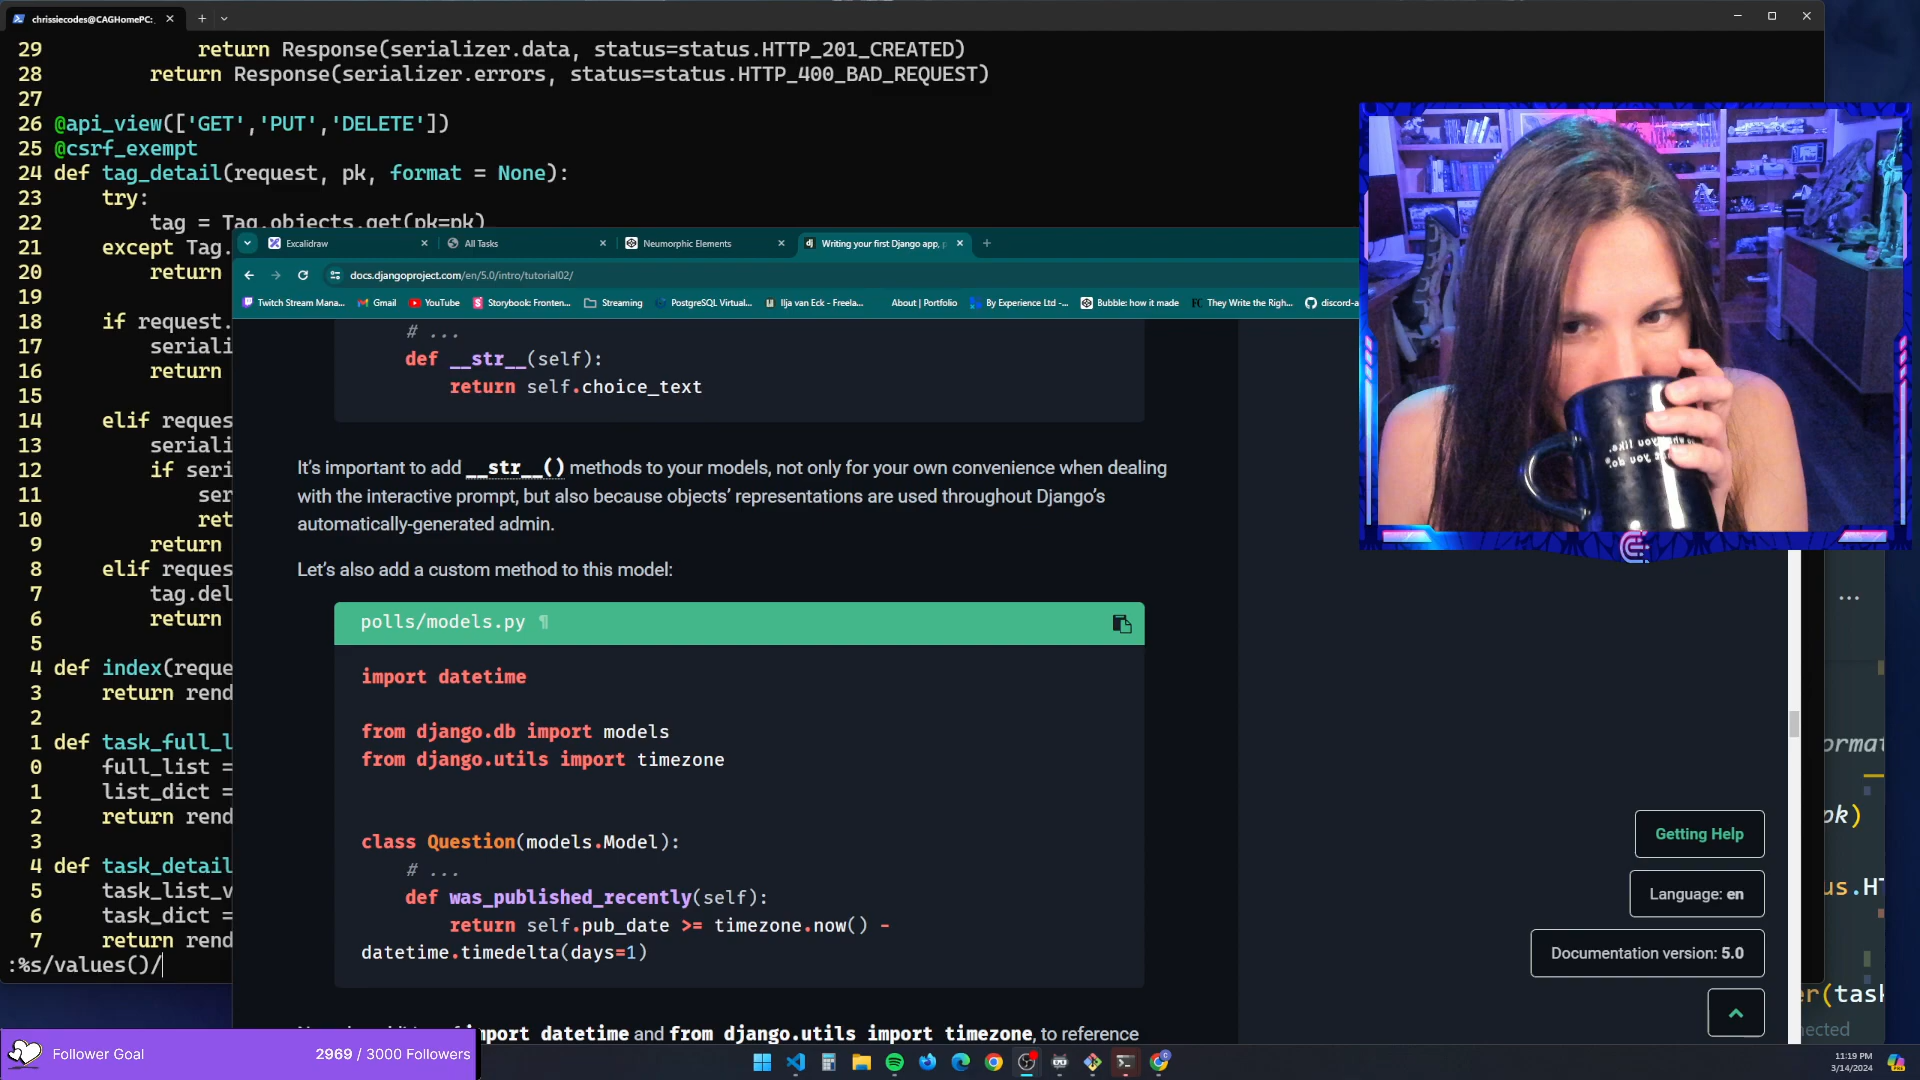 chrissiecodes@CAGHomePC:
29 return Response(serializer.data, status=status.HTTP_201_CREATED)
28 return Response(serializer.errors, status=status.HTTP_400_BAD_REQUEST)
27
26 @api_view(['GET','PUT','DELETE'])
25 @csrf_exempt
24 def tag_detail(request, pk, format = None):
23 try:
22 tag = Tag.objects.get(pk=pk)
21 except Tag.
20 return
19
18 if request.
17 seriali
16 return
15
14 elif reques
13 seriali
12 if seri
11 ser
10 ret
9 return
8 elif reques
7 tag.del
6 return
5
4 def index(reque
3 return rend
2
1 def task_full_l
0 full_list =
1 list_dict =
2 return rend
3
4 def task_detail
5 task_list_v
6 task_dict =
7 return rend
:%s/values()/
Excalidraw
All Tasks
Neumorphic Elements
Writing your first Django app, p
docs.djangoproject.com/en/5.0/intro/tutorial02/
Twitch Stream Mana...
Gmail
YouTube
Storybook: Fronten...
Streaming
PostgreSQL Virtual...
Ilja van Eck - Freela...
About | Portfolio
By Experience Ltd -...
Bubble: how it made
They Write the Righ...
discord-a
# ...
def __str__(self):
return self.choice_text
It's important to add __str__() methods to your models, not only for your own convenience when dealing
with the interactive prompt, but also because objects' representations are used throughout Django's
automatically-generated admin.
Let's also add a custom method to this model:
polls/models.py ¶
import datetime
from django.db import models
from django.utils import timezone
class Question(models.Model):
# ...
def was_published_recently(self):
return self.pub_date >= timezone.now() -
datetime.timedelta(days=1)
import datetime and from django.utils import timezone, to reference
Getting Help
Language: en
Documentation version: 5.0
...
pk)
us.HT
er(task
Follower Goal
2969 / 3000 Followers
11:19 PM
3/14/2024